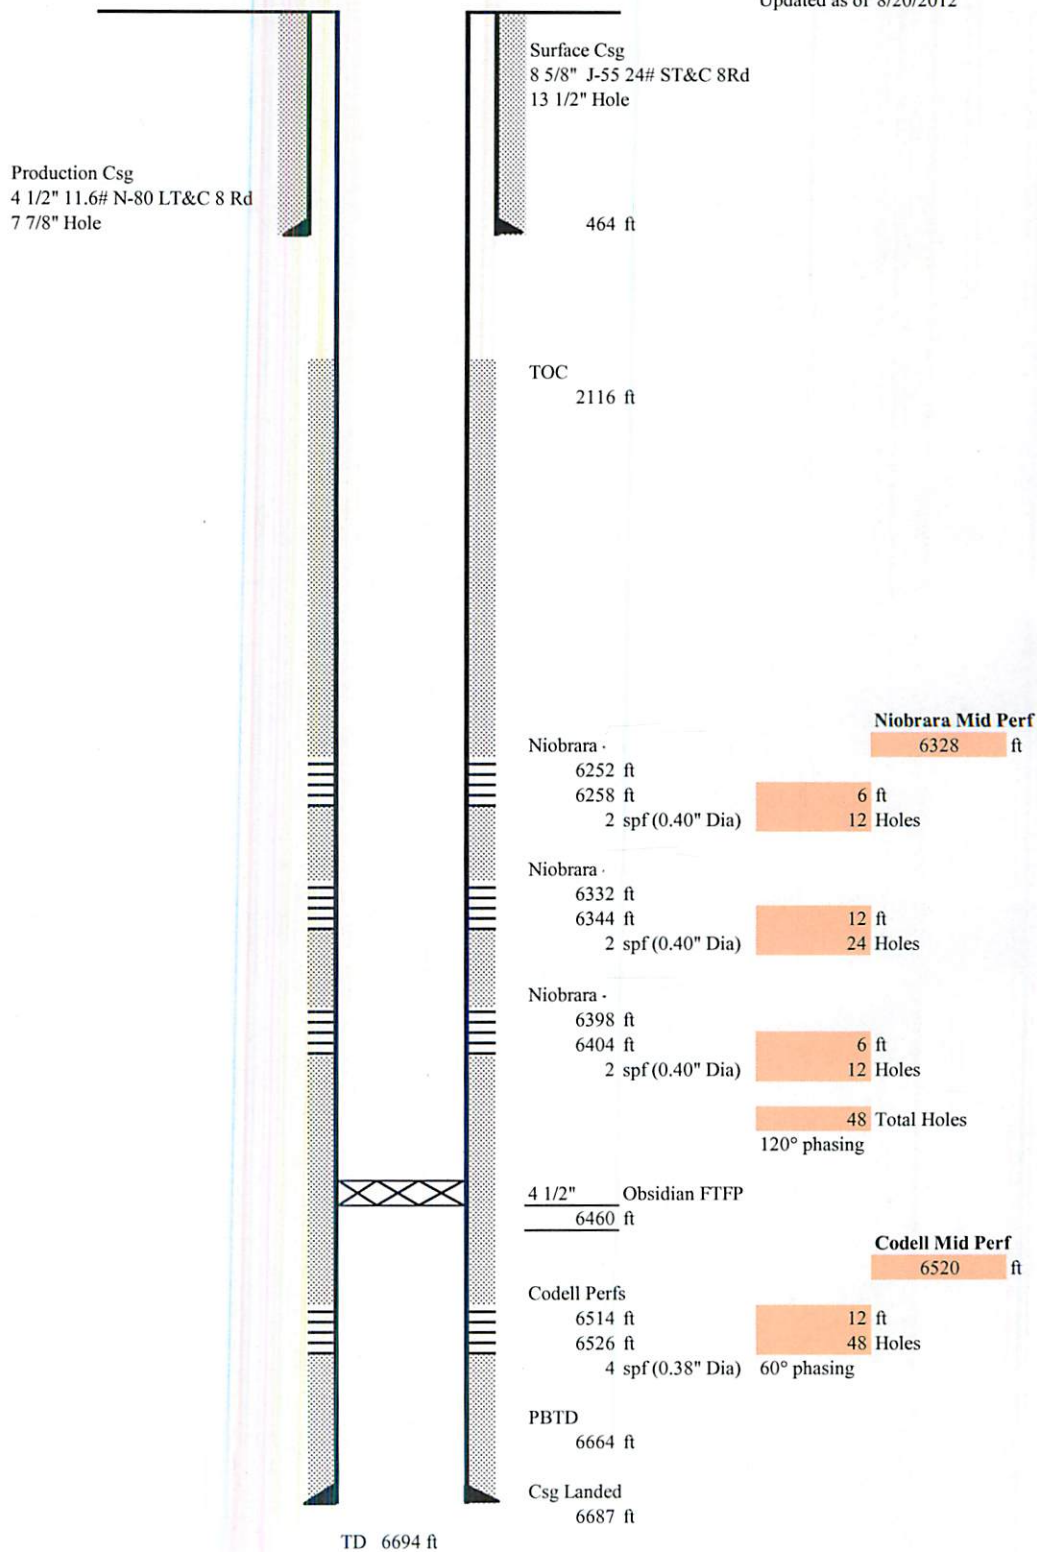 Updated as of 8/20/2012
Surface Csg
8 5/8" J-55 24# ST&C 8Rd
13 1/2" Hole
Production Csg
4 1/2" 11.6# N-80 LT&C 8 Rd
7 7/8" Hole
464 ft
TOC
2116 ft
Niobrara Mid Perf
6328 ft
Niobrara -
6252 ft
6258 ft 6 ft
2 spf (0.40" Dia) 12 Holes
Niobrara -
6332 ft
6344 ft 12 ft
2 spf (0.40" Dia) 24 Holes
Niobrara -
6398 ft
6404 ft 6 ft
2 spf (0.40" Dia) 12 Holes
48 Total Holes
120° phasing
4 1/2" Obsidian FTFP
6460 ft
Codell Mid Perf
6520 ft
Codell Perfs
6514 ft 12 ft
6526 ft 48 Holes
4 spf (0.38" Dia) 60° phasing
PBTD
6664 ft
Csg Landed
6687 ft
TD 6694 ft